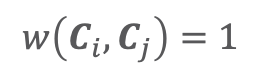 w(C_i, C_j) = 1